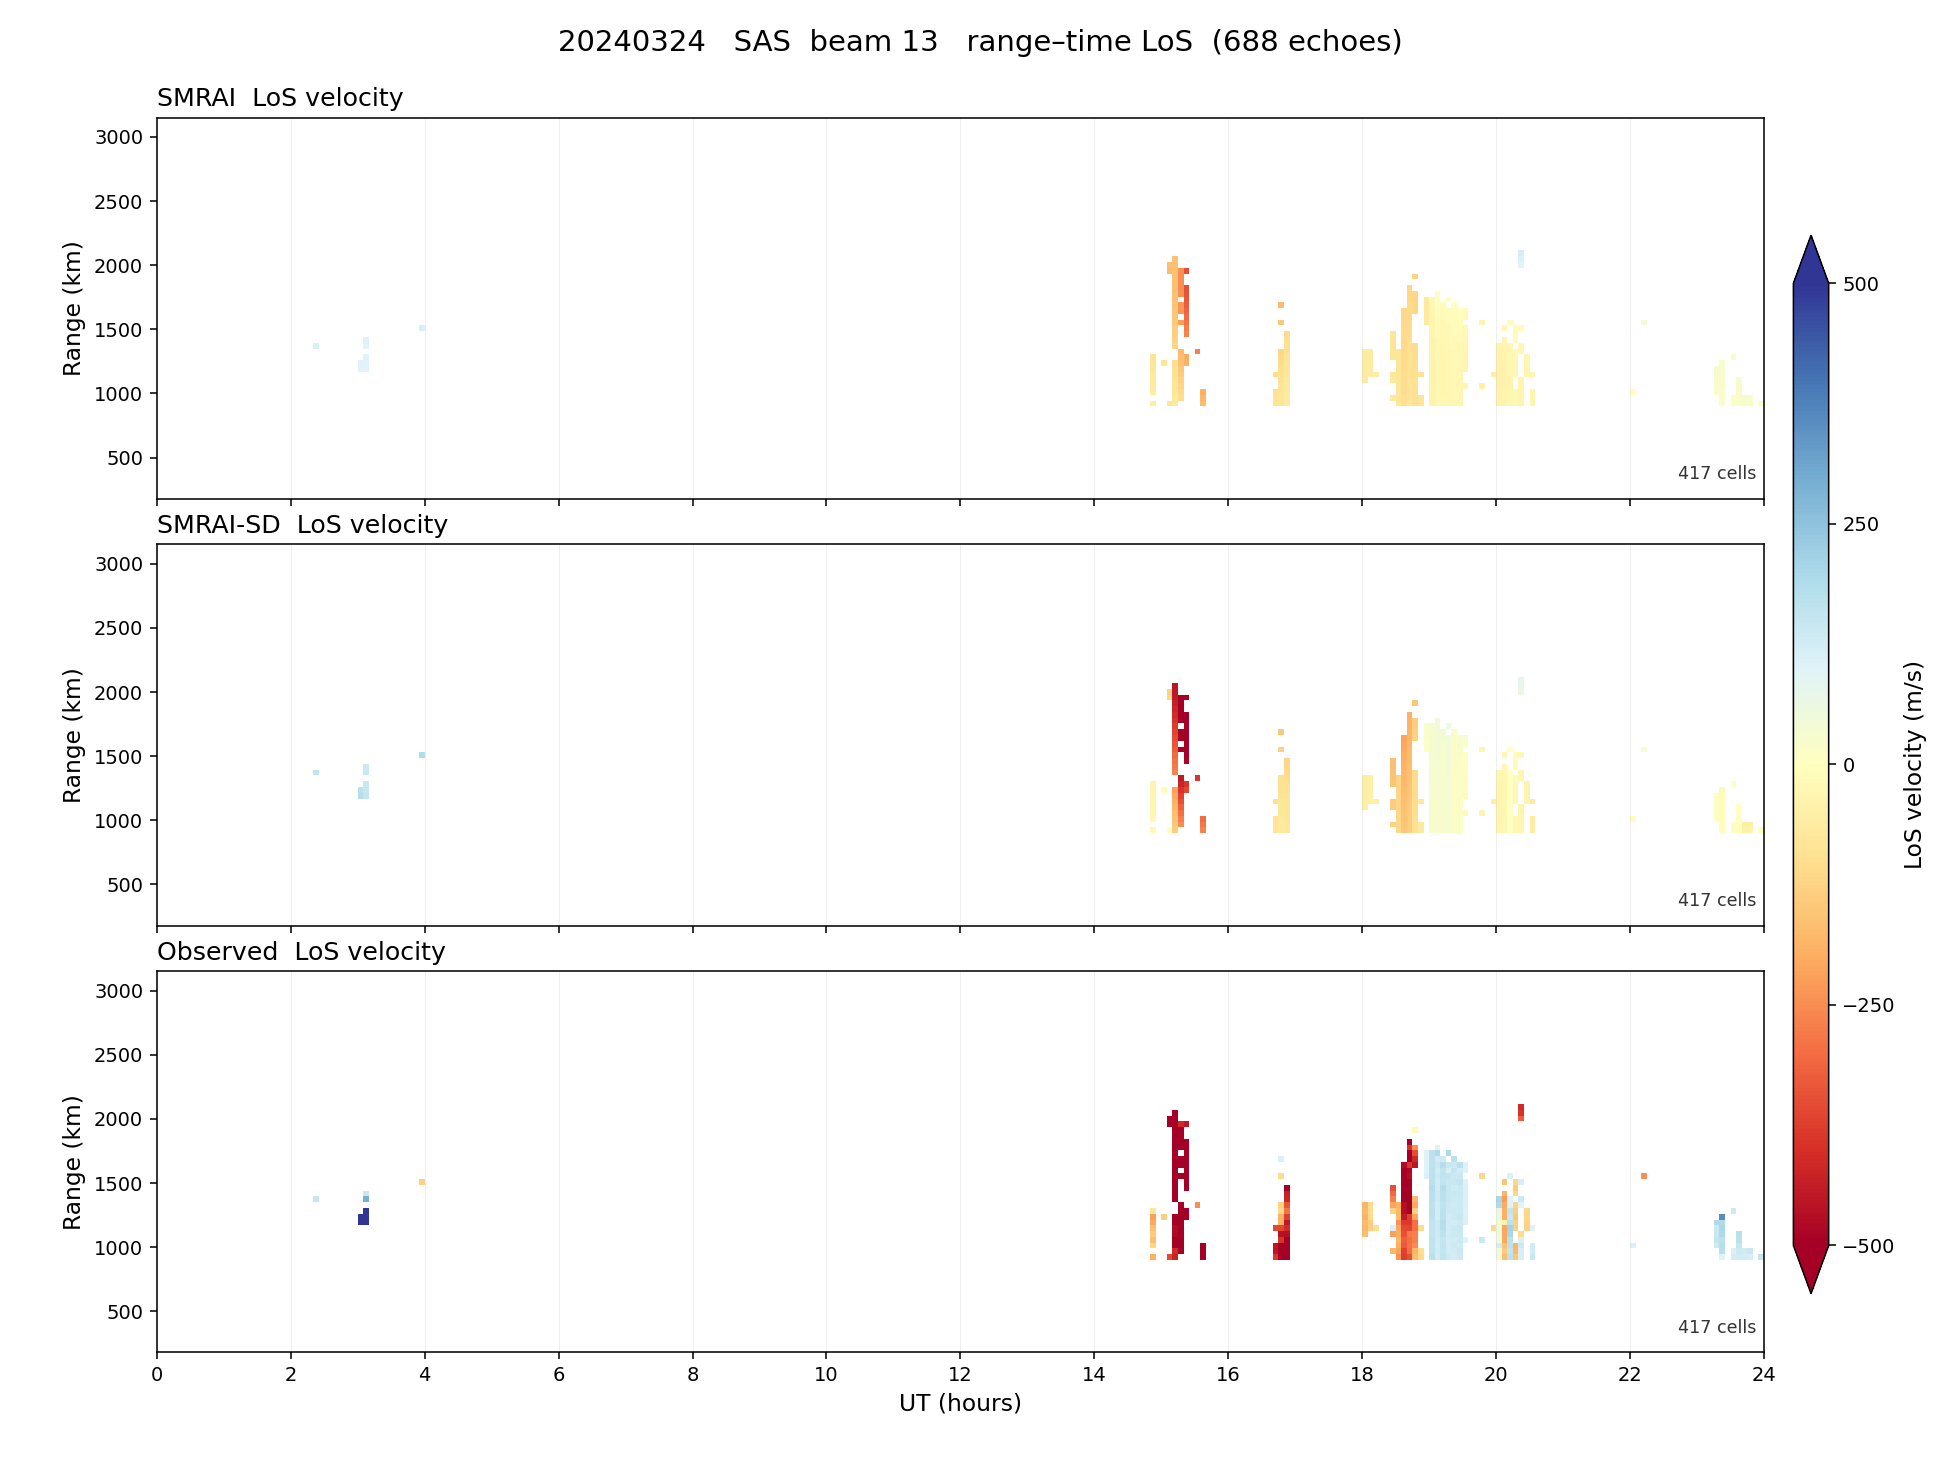 20240324   SAS  beam 13   range–time LoS  (688 echoes)
SMRAI  LoS velocity
3000
2500
2000
1500
1000
500
Range (km)
417 cells
SMRAI-SD  LoS velocity
3000
2500
2000
1500
1000
500
Range (km)
417 cells
Observed  LoS velocity
3000
2500
2000
1500
1000
500
Range (km)
417 cells
0 2 4 6 8 10 12 14 16 18 20 22 24
UT (hours)
500
250
0
−250
−500
LoS velocity (m/s)